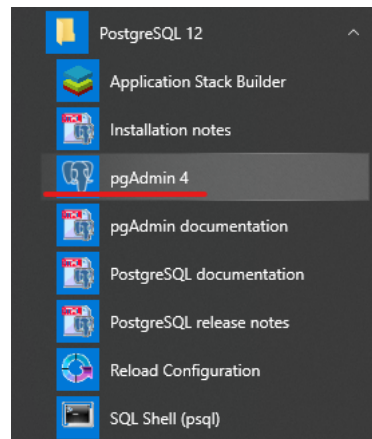 PostgreSQL 12
Application Stack Builder
Installation notes
pgAdmin 4
pgAdmin documentation
PostgreSQL documentation
PostgreSQL release notes
Reload Configuration
SQL Shell (psql)